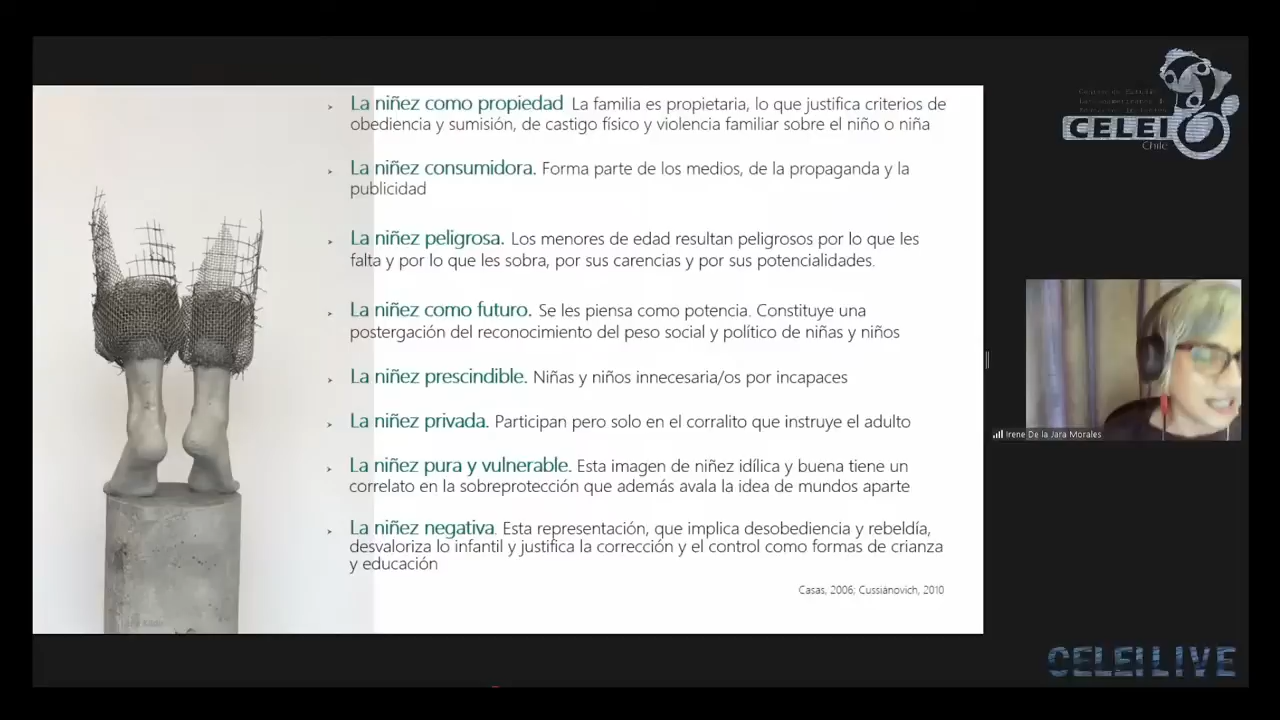 La niñez como propiedad La familia es propietaria, lo que justifica criterios de
obediencia y sumisión, de castigo físico y violencia familiar sobre el niño o niña
La niñez consumidora. Forma parte de los medios, de la propaganda y la
publicidad
La niñez peligrosa. Los menores de edad resultan peligrosos por lo que les
falta y por lo que les sobra, por sus carencias y por sus potencialidades.
La niñez como futuro. Se les piensa como potencia. Constituye una
postergación del reconocimiento del peso social y político de niñas y niños
La niñez prescindible. Niñas y niños innecesaria/os por incapaces
La niñez privada. Participan pero solo en el corralito que instruye el adulto
La niñez pura y vulnerable. Esta imagen de niñez idílica y buena tiene un
correlato en la sobreprotección que además avala la idea de mundos aparte
La niñez negativa. Esta representación, que implica desobediencia y rebeldía,
desvaloriza lo infantil y justifica la corrección y el control como formas de crianza
y educación
Casas, 2006; Cussiánovich, 2010
CELEI
Chile
Irene De la Jara Morales
CELEI LIVE